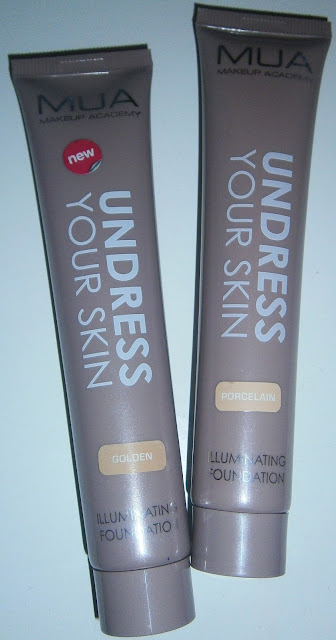 MUA
MAKEUP ACADEMY
new
UNDRESS
YOUR SKIN
GOLDEN
ILLUMINATING
FOUNDATION
MUA
MAKEUP ACADEMY
UNDRESS
YOUR SKIN
PORCELAIN
ILLUMINATING
FOUNDATION